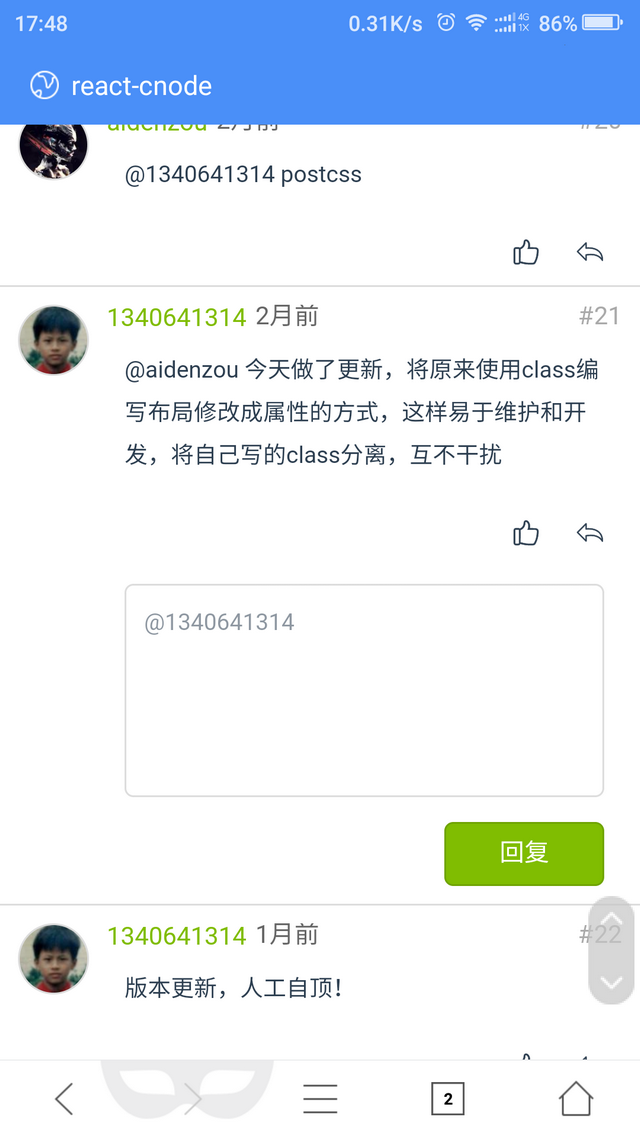 17:48
0.31K/s 4G 1X 86%
react-cnode
aidenzou 2月前 #20
@1340641314 postcss
1340641314 2月前 #21
@aidenzou 今天做了更新，将原来使用class编
写布局修改成属性的方式，这样易于维护和开
发，将自己写的class分离，互不干扰
@1340641314
回复
1340641314 1月前 #22
版本更新，人工自顶！
2